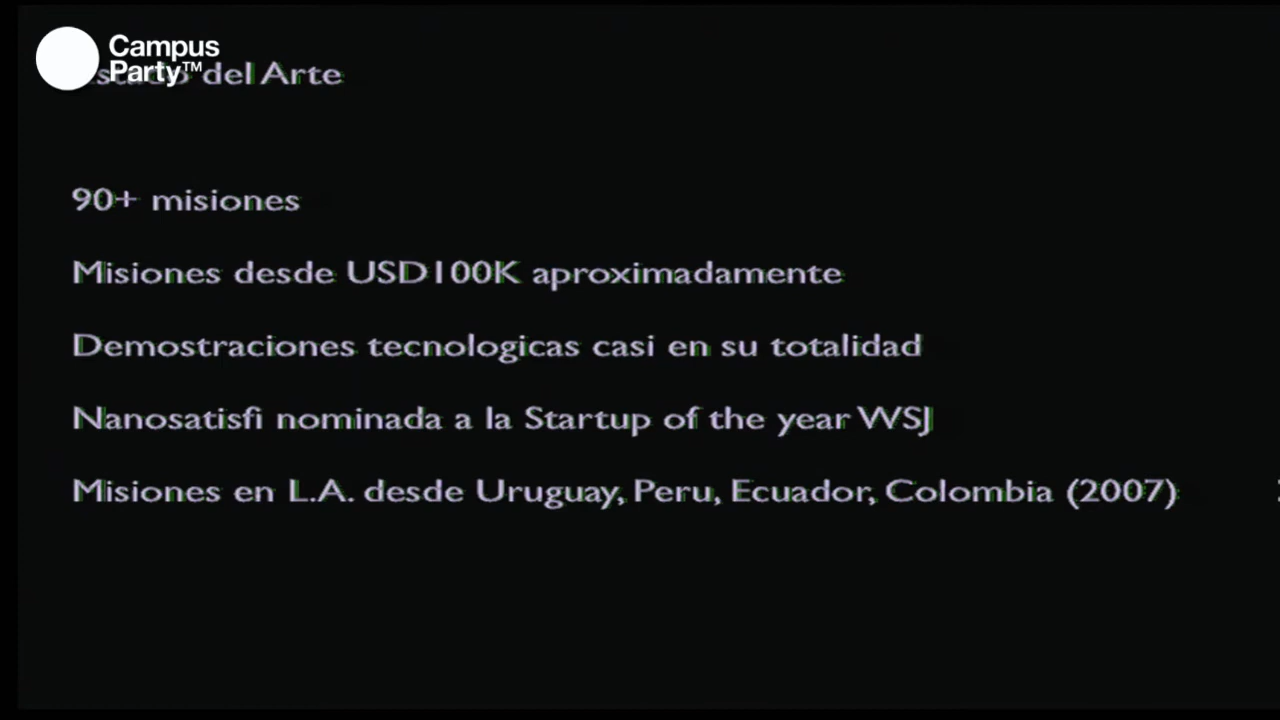 Campus
Party™
Estado del Arte
90+ misiones
Misiones desde USD100K aproximadamente
Demostraciones tecnologicas casi en su totalidad
Nanosatisfi nominada a la Startup of the year WSJ
Misiones en L.A. desde Uruguay, Peru, Ecuador, Colombia (2007)